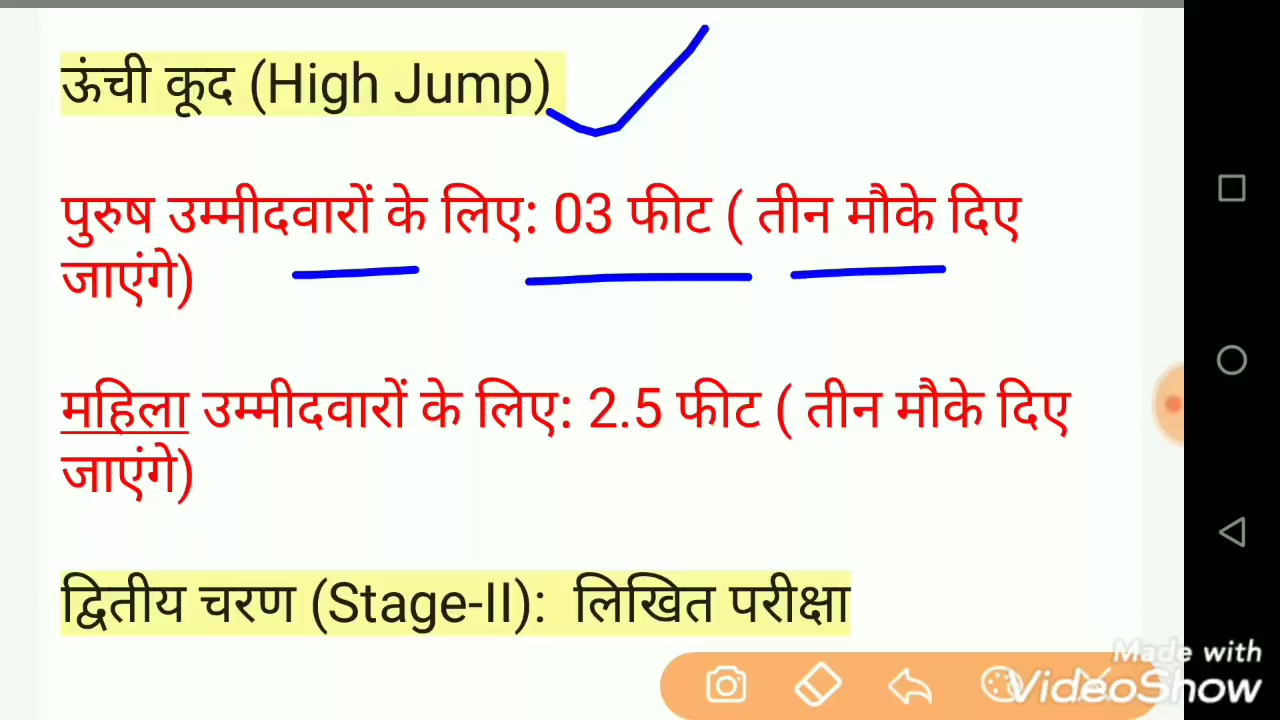 ऊंची कूद (High Jump)
पुरुष उम्मीदवारों के लिए: 03 फीट ( तीन मौके दिए
जाएंगे)
महिला उम्मीदवारों के लिए: 2.5 फीट ( तीन मौके दिए
जाएंगे)
द्वितीय चरण (Stage-II): लिखित परीक्षा
Made with
VideoShow